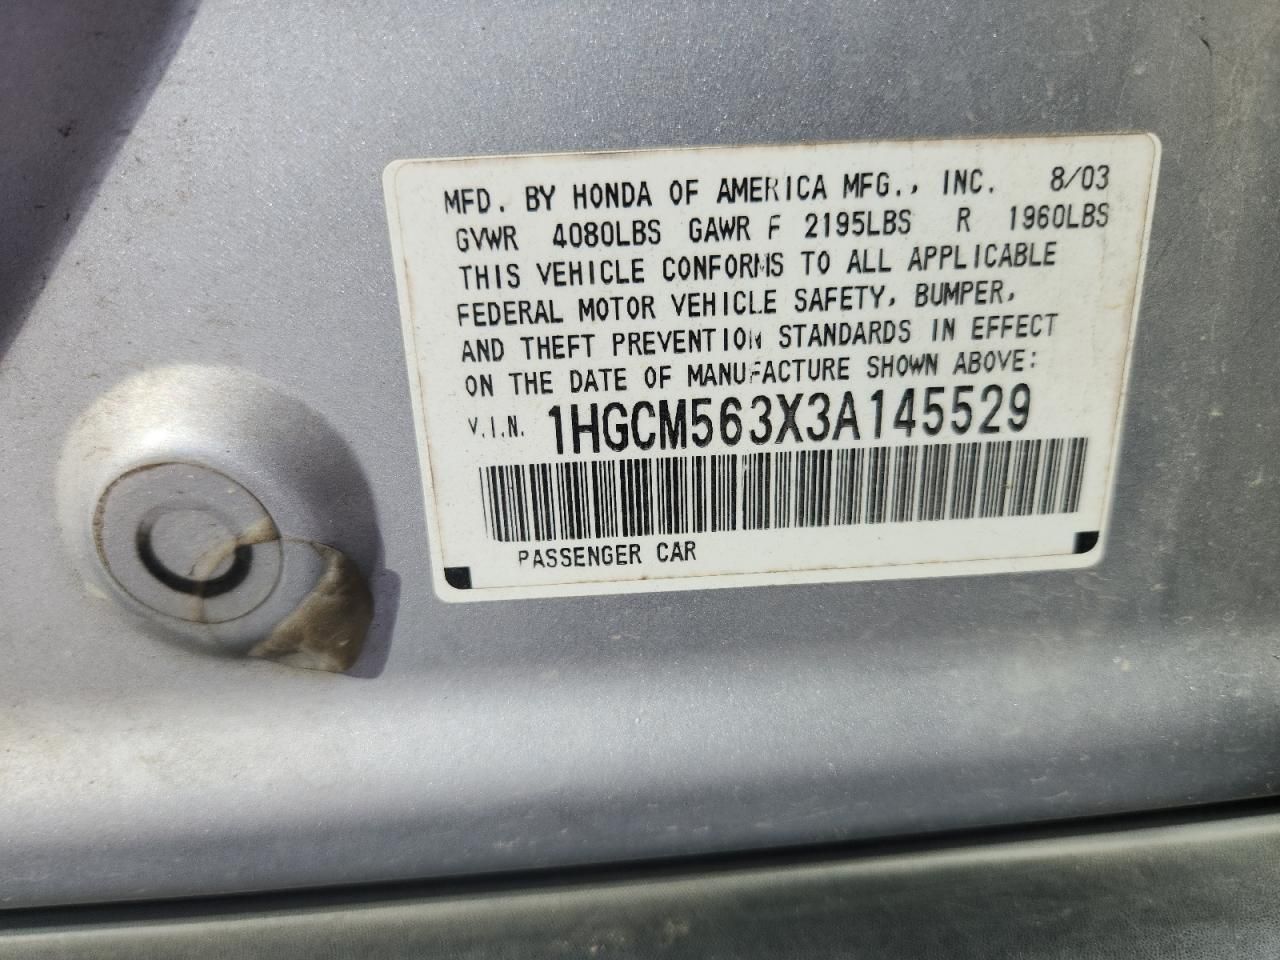 MFD. BY HONDA OF AMERICA MFG., INC. 8/03
GVWR 4080LBS GAWR F 2195LBS R 1960LBS
THIS VEHICLE CONFORMS TO ALL APPLICABLE
FEDERAL MOTOR VEHICLE SAFETY, BUMPER,
AND THEFT PREVENTION STANDARDS IN EFFECT
ON THE DATE OF MANUFACTURE SHOWN ABOVE:
V.I.N. 1HGCM563X3A145529
PASSENGER CAR